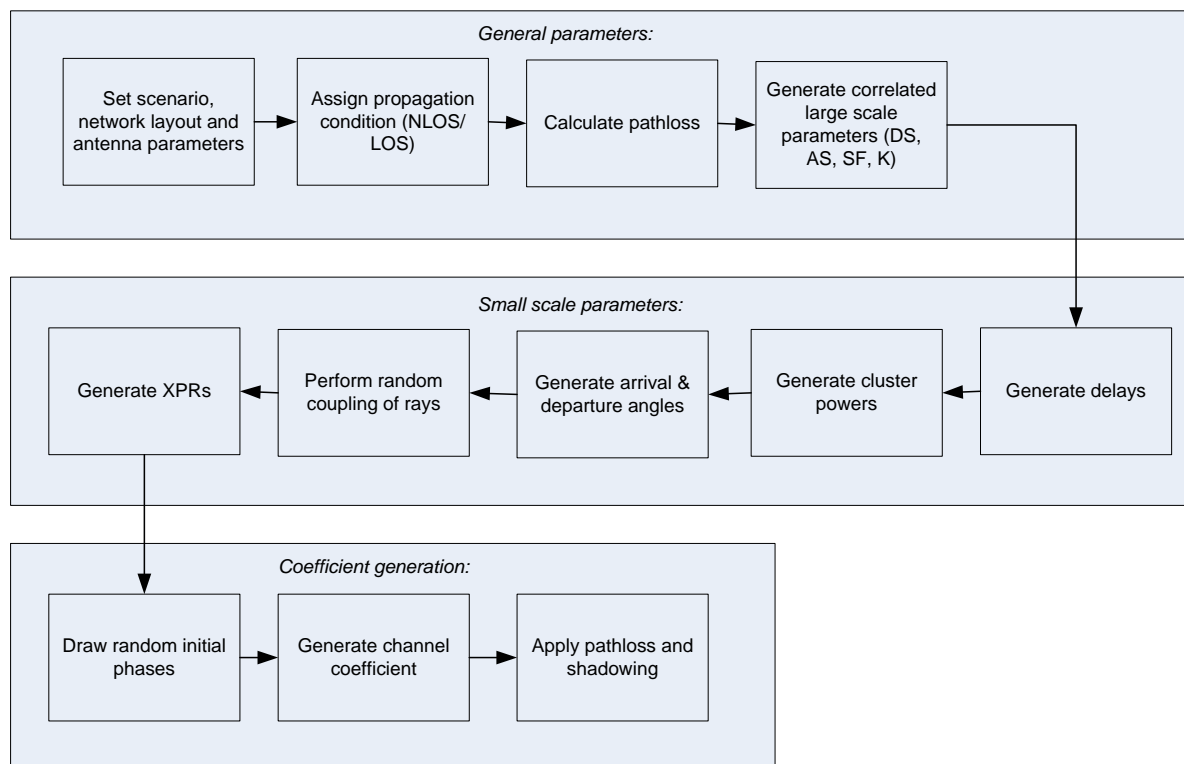 General parameters:
Set scenario,
network layout and
antenna parameters
Assign propagation
condition (NLOS/
LOS)
Calculate pathloss
Generate correlated
large scale
parameters (DS,
AS, SF, K)
Small scale parameters:
Generate XPRs
Perform random
coupling of rays
Generate arrival &
departure angles
Generate cluster
powers
Generate delays
Coefficient generation:
Draw random initial
phases
Generate channel
coefficient
Apply pathloss and
shadowing